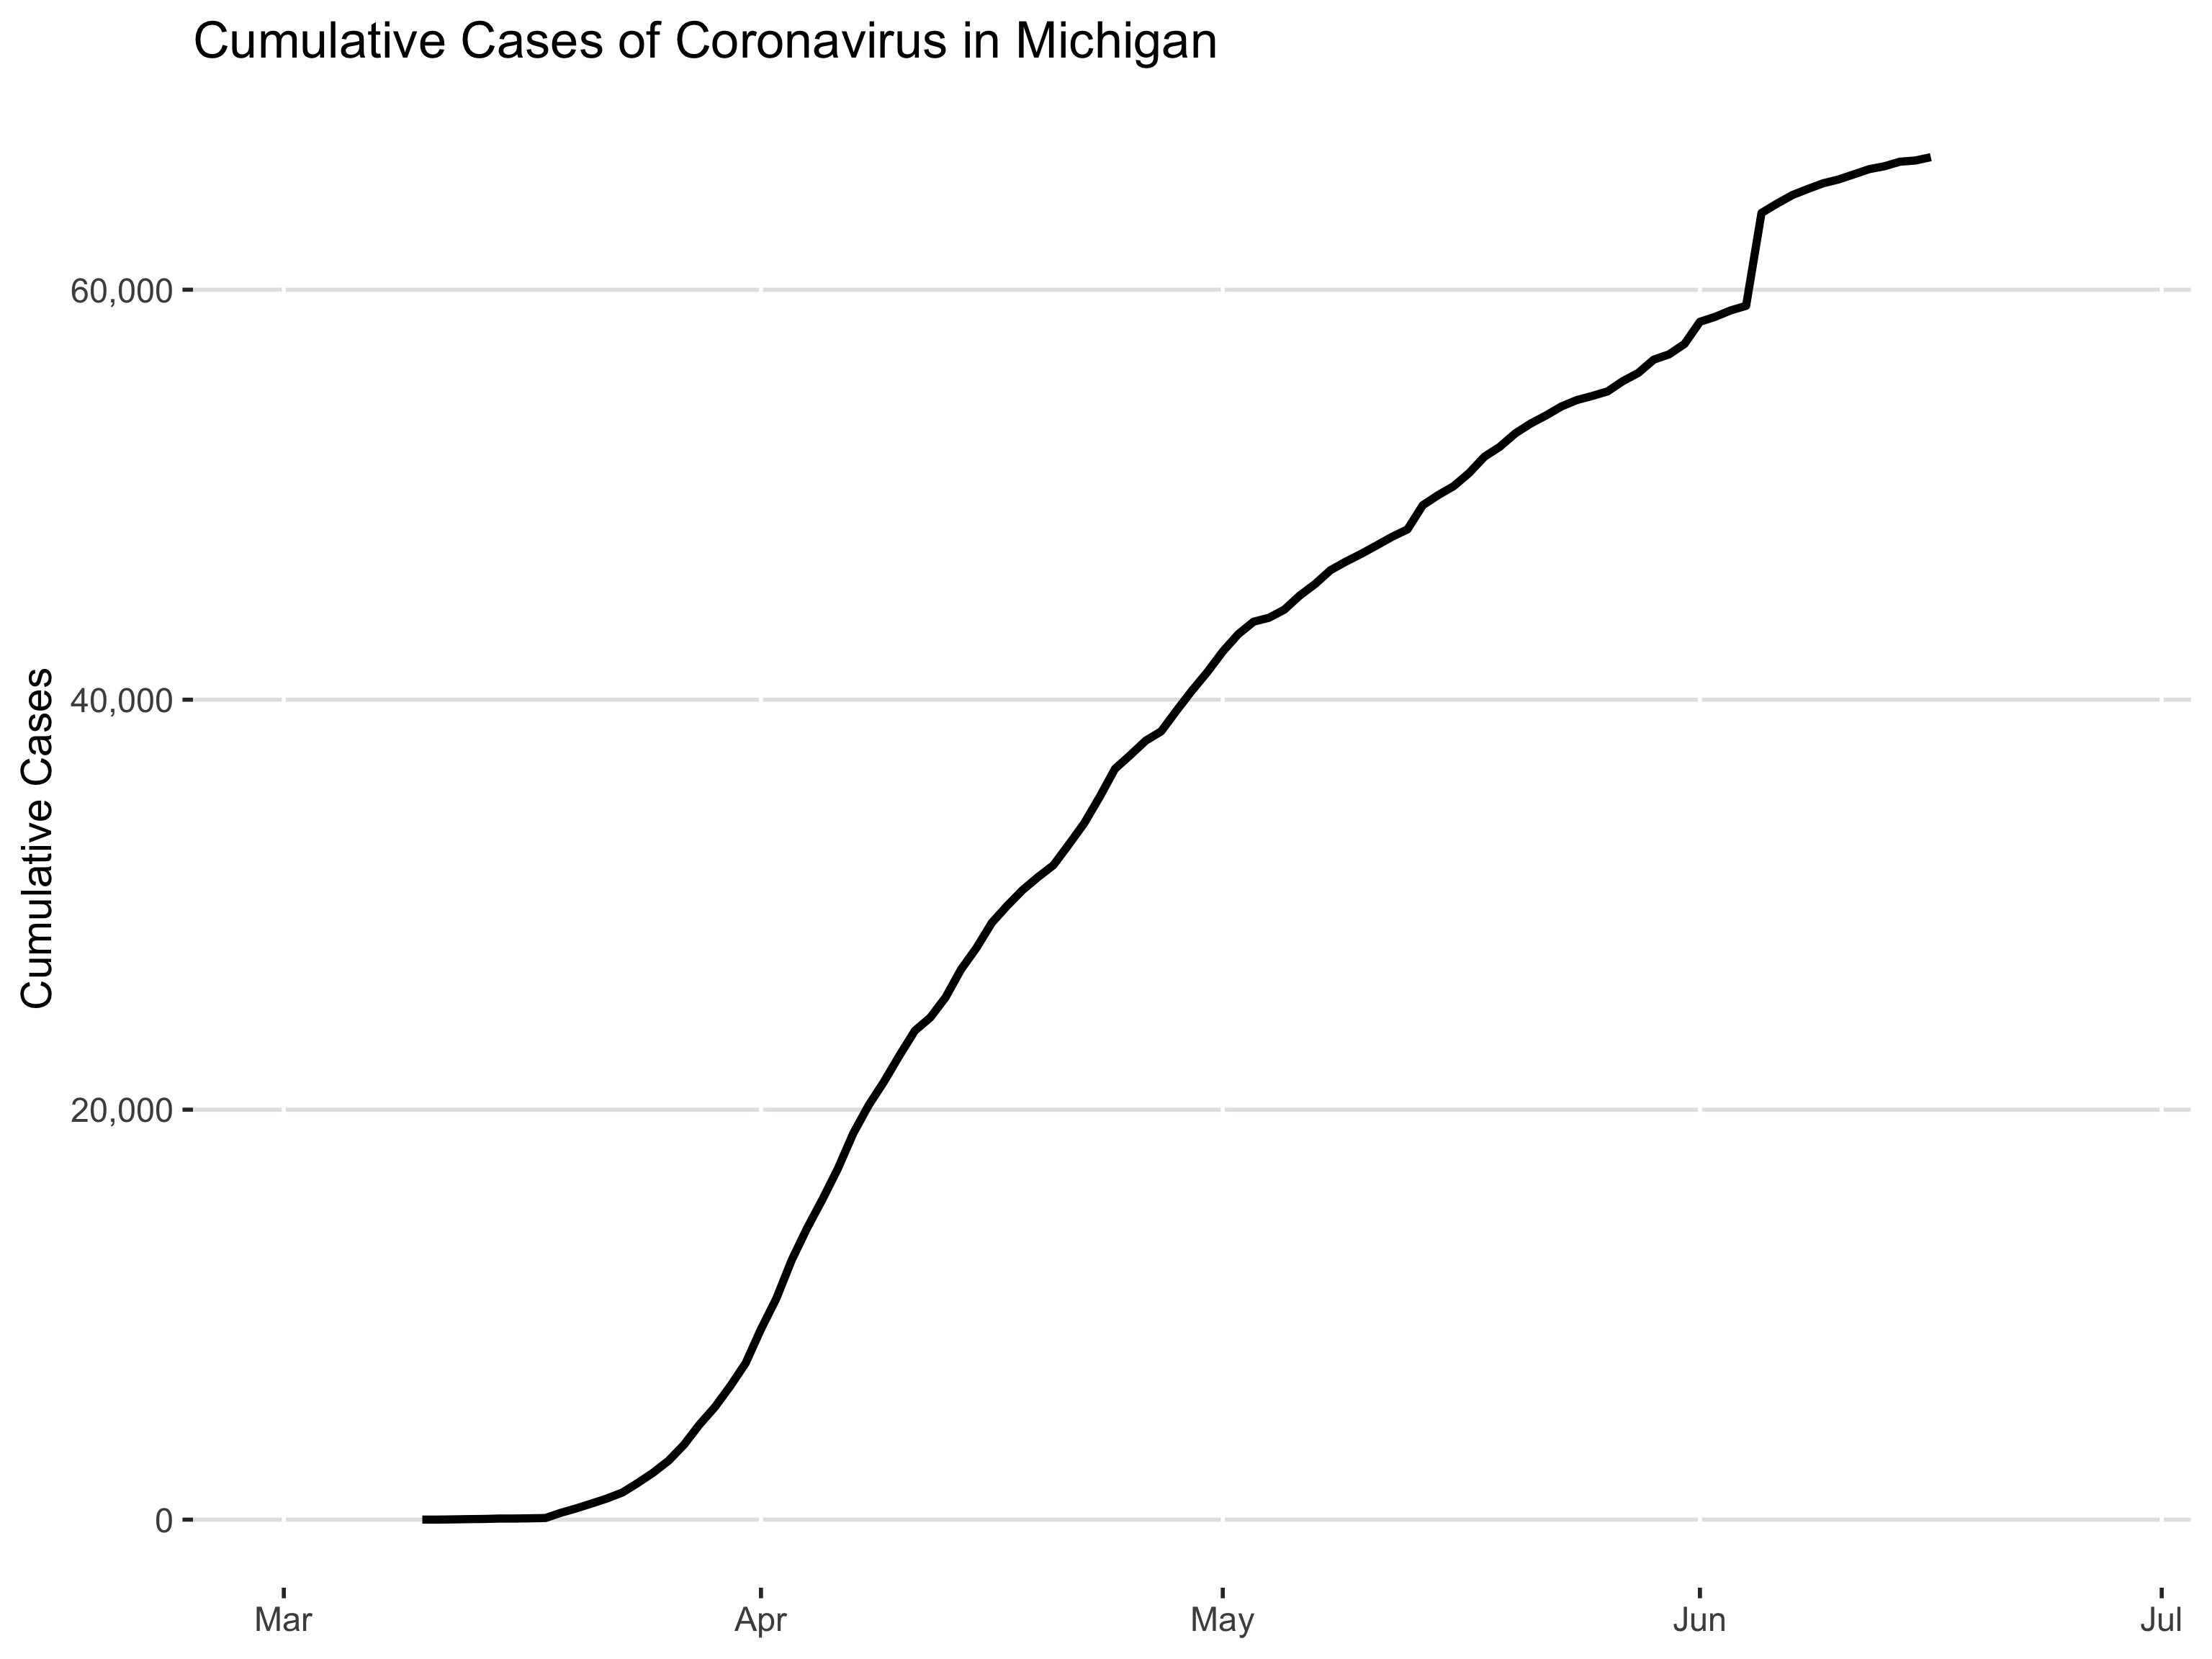 Cumulative Cases of Coronavirus in Michigan
Cumulative Cases
60,000
40,000
20,000
0
Mar
Apr
May
Jun
Jul